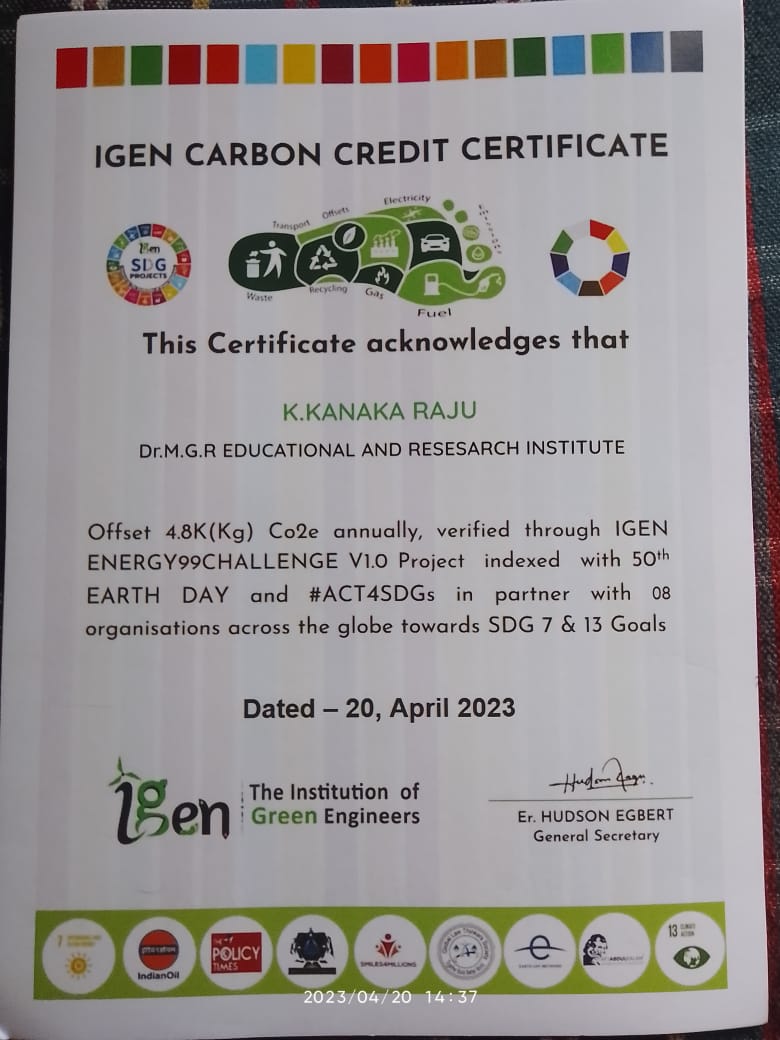 IGEN CARBON CREDIT CERTIFICATE
Transport
Offsets
Electricity
igen
SDG
PROJECTS
Waste
Recycling
Gas
Fuel
This Certificate acknowledges that
K.KANAKA RAJU
Dr.M.G.R EDUCATIONAL AND RESESARCH INSTITUTE
Offset 4.8K(Kg) Co2e annually, verified through IGEN
ENERGY99CHALLENGE V1.0 Project indexed with 50th
EARTH DAY and #ACT4SDGs in partner with 08
organisations across the globe towards SDG 7 & 13 Goals
Dated – 20, April 2023
igen
The Institution of
Green Engineers
Er. HUDSON EGBERT
General Secretary
7
IndianOil
POLICY
TIMES
SMILES4MILLIONS
Global Law Thinkers Society
13 CLIMATE
ACTION
2023/04/20 14:37